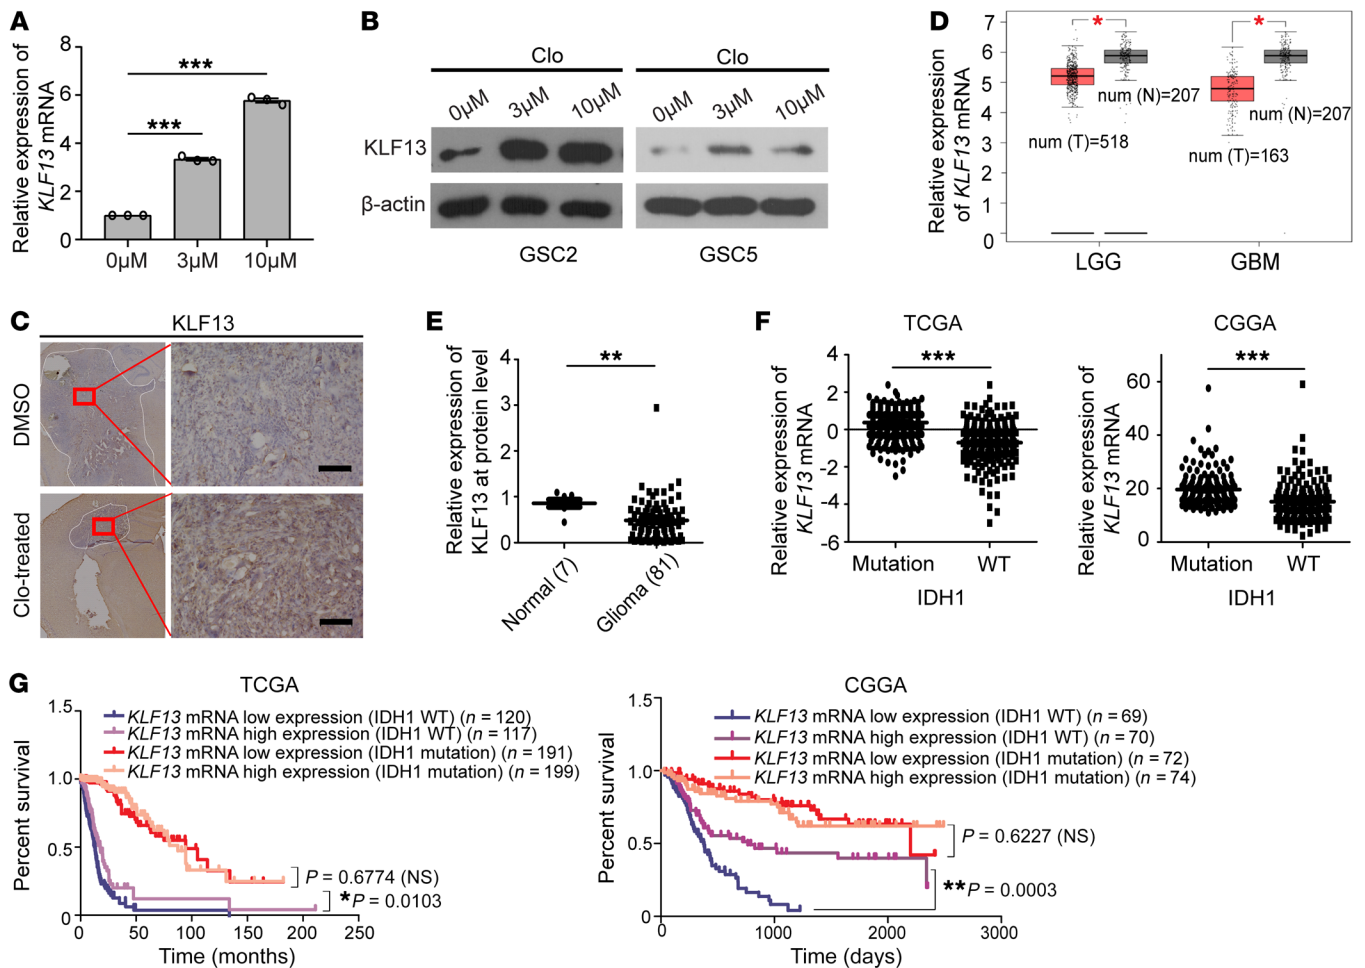 A
Relative expression of
KLF13 mRNA
8
6
4
2
0
***
***
0µM
3µM
10µM
B
Clo
Clo
0µM
3µM
10µM
0µM
3µM
10µM
KLF13
β-actin
GSC2
GSC5
D
Relative expression
of KLF13 mRNA
7
6
5
4
3
2
1
0
*
*
num (N)=207
num (T)=518
num (N)=207
num (T)=163
LGG
GBM
C
KLF13
DMSO
Clo-treated
E
Relative expression of
KLF13 at protein level
4
3
2
1
0
**
Normal (7)
Glioma (81)
F
TCGA
Relative expression of
KLF13 mRNA
4
2
0
-2
-4
-6
***
Mutation
WT
IDH1
CGGA
Relative expression of
KLF13 mRNA
60
40
20
0
***
Mutation
WT
IDH1
G
TCGA
Percent survival
1.5
1.0
0.5
0
KLF13 mRNA low expression (IDH1 WT) (n = 120)
KLF13 mRNA high expression (IDH1 WT) (n = 117)
KLF13 mRNA low expression (IDH1 mutation) (n = 191)
KLF13 mRNA high expression (IDH1 mutation) (n = 199)
P = 0.6774 (NS)
*P = 0.0103
0 50 100 150 200 250
Time (months)
CGGA
Percent survival
1.5
1.0
0.5
0
KLF13 mRNA low expression (IDH1 WT) (n = 69)
KLF13 mRNA high expression (IDH1 WT) (n = 70)
KLF13 mRNA low expression (IDH1 mutation) (n = 72)
KLF13 mRNA high expression (IDH1 mutation) (n = 74)
P = 0.6227 (NS)
**P = 0.0003
0 1000 2000 3000
Time (days)